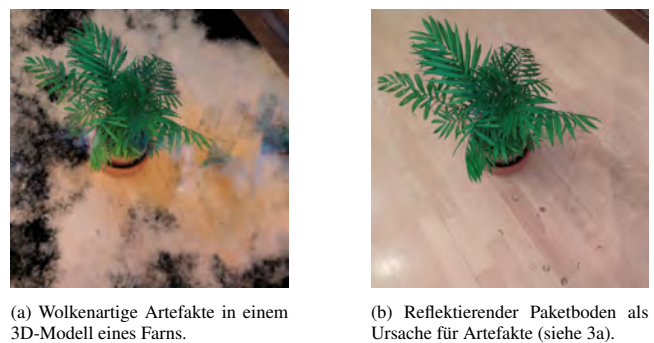 (a) Wolkenartige Artefakte in einem
3D-Modell eines Farns.
(b) Reflektierender Paketboden als
Ursache für Artefakte (siehe 3a).